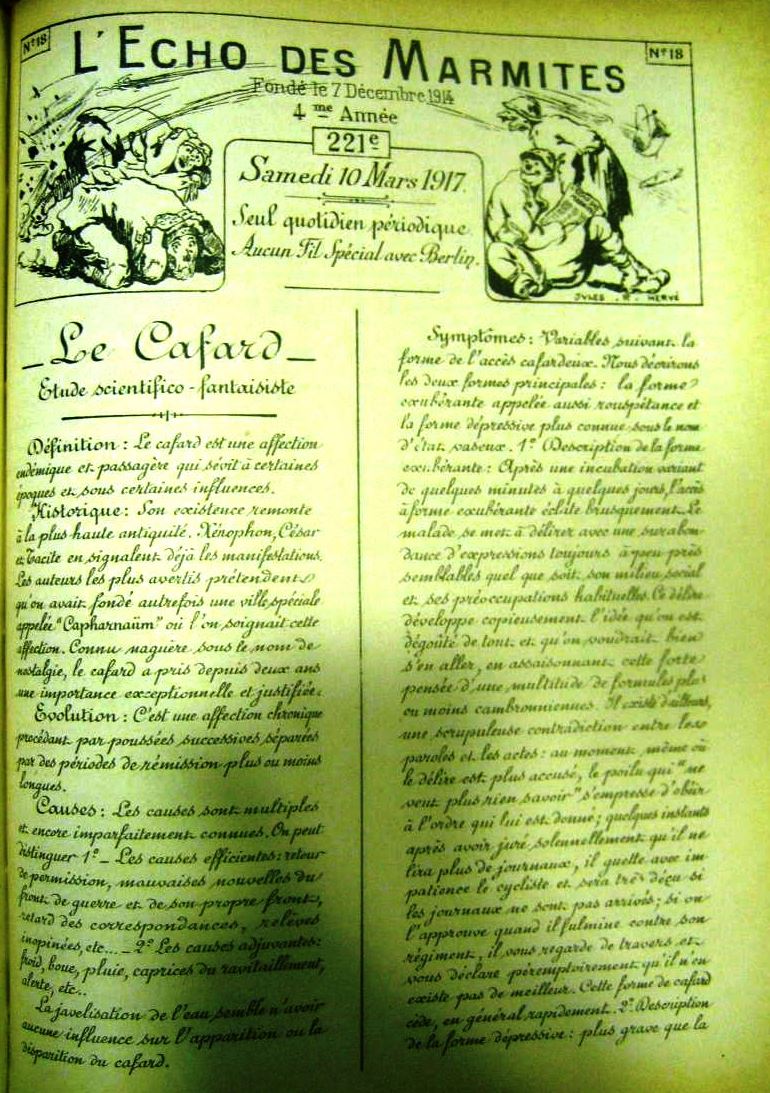 Nº 18
L'ECHO DES MARMITES
Nº 18
Fondé le 7 Décembre 1914
4me Année
221e
Samedi 10 Mars 1917.
Seul quotidien périodique
Aucun Fil Spécial avec Berlin.
JULES . R . HERVÉ
Le Cafard
Etude scientifico-fantaisiste
Définition : Le cafard est une affection
endémique et passagère qui sévit à certaines
époques et sous certaines influences.
Historique : Son existence remonte
à la plus haute antiquité. Xénophon, César
et Tacite en signalent déjà les manifestations.
Les auteurs les plus avertis prétendent
qu'on avait fondé autrefois une ville spéciale
appelée "Capharnaüm" où l'on soignait cette
affection. Connu naguère sous le nom de
nostalgie, le cafard a pris depuis deux ans
une importance exceptionnelle et justifiée.
Evolution : C'est une affection chronique
procédant par poussées successives séparées
par des périodes de rémission plus ou moins
longues.
Causes : Les causes sont multiples
et encore imparfaitement connues. On peut
distinguer 1º_ Les causes efficientes : retour
de permission, mauvaises nouvelles du
front de guerre et de son propre front,
retard des correspondances, relèves
inopinées, etc... _ 2º Les causes adjuvantes :
froid, boue, pluie, caprices du ravitaillement,
alerte, etc..
La javelisation de l'eau semble n'avoir
aucune influence sur l'apparition ou la
disparition du cafard.
Symptômes : Variables suivant la
forme de l'accès cafardeux. Nous décrirons
les deux formes principales : la forme
exubérante appelée aussi rouspétance et
la forme dépressive plus connue sous le nom
d'état vaseux. 1º Description de la forme
exubérante : Après une incubation variant
de quelques minutes à quelques jours, l'accès
à forme exubérante éclate brusquement. Le
malade se met à délirer avec une surabon-
dance d'expressions toujours à peu près
semblables quel que soit son milieu social
et ses préoccupations habituelles. Ce délire
développe copieusement l'idée qu'on est
dégoûté de tout et qu'on voudrait bien
s'en aller, en assaisonnant cette forte
pensée d'une multitude de formules plus
ou moins cambronniennes. Il existe d'ailleurs,
une scrupuleuse contradiction entre les
paroles et les actes : au moment même où
le délire est plus accusé, le poilu qui "ne
veut plus rien savoir" s'empresse d'obéir
à l'ordre qui lui est donné ; quelques instants
après avoir juré solennellement qu'il ne
lira plus de journaux, il guette avec im-
patience le cycliste et sera très déçu si
les journaux ne sont pas arrivés ; si on
l'approuve quand il fulmine contre son
régiment, il vous regarde de travers et
vous déclare péremptoirement qu'il n'en
existe pas de meilleur. Cette forme de cafard
cède, en général, rapidement. 2º Description
de la forme dépressive : plus grave que la